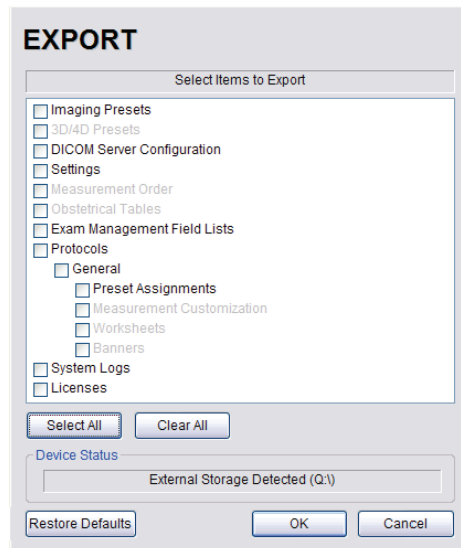 EXPORT
Select Items to Export
Imaging Presets
3D/4D Presets
DICOM Server Configuration
Settings
Measurement Order
Obstetrical Tables
Exam Management Field Lists
Protocols
General
Preset Assignments
Measurement Customization
Worksheets
Banners
System Logs
Licenses
Select All Clear All
Device Status
External Storage Detected (Q:\)
Restore Defaults OK Cancel